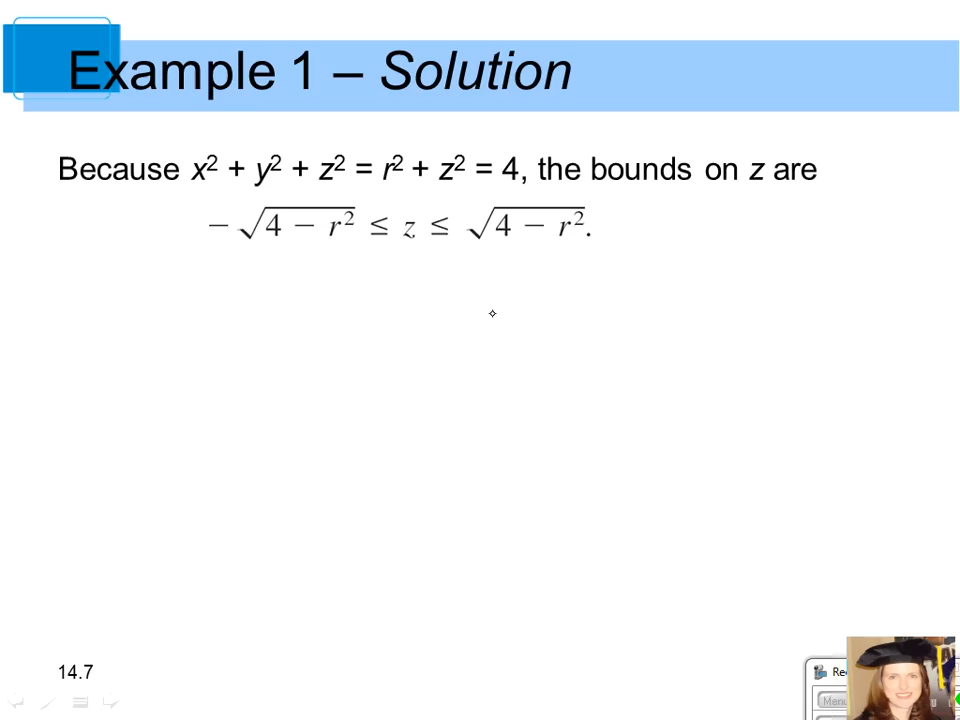 Example 1 – Solution
Because x² + y² + z² = r² + z² = 4, the bounds on z are
−√(4 − r²) ≤ z ≤ √(4 − r²).
14.7